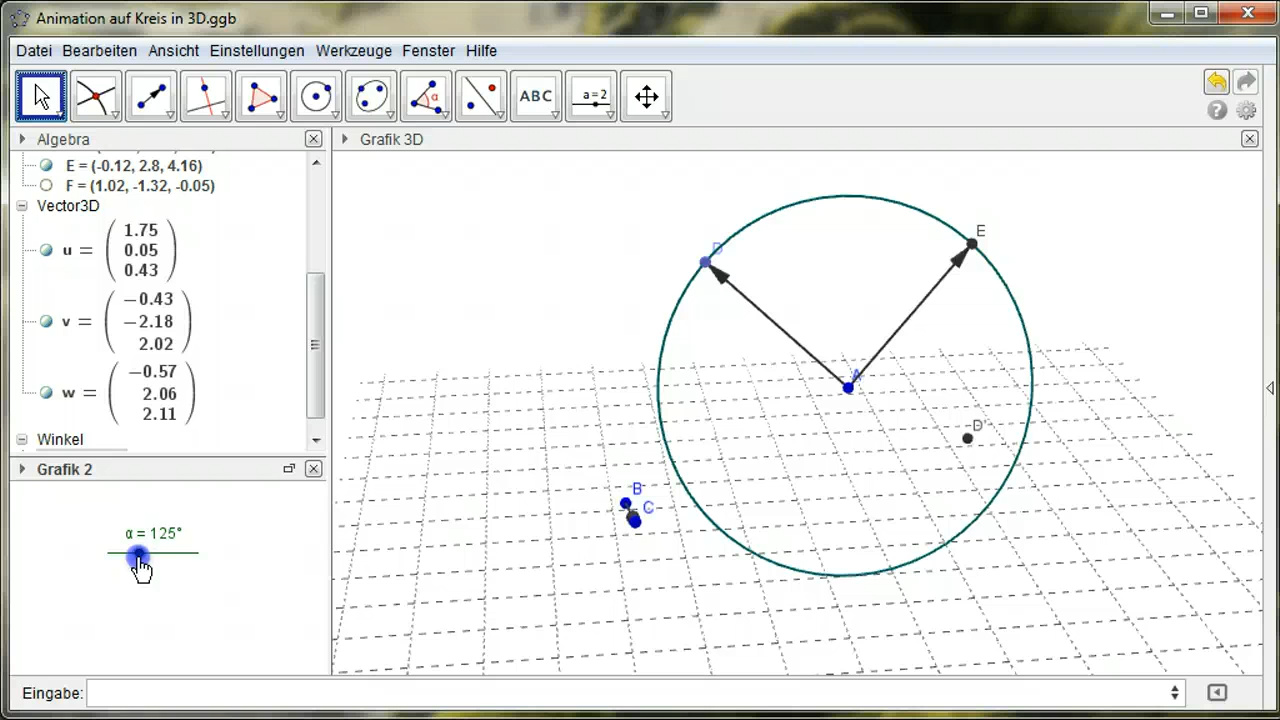 Animation auf Kreis in 3D.ggb
Datei Bearbeiten Ansicht Einstellungen Werkzeuge Fenster Hilfe
ABC
a = 2
α
Algebra
Grafik 3D
E = (-0.12, 2.8, 4.16)
F = (1.02, -1.32, -0.05)
Vector3D
u = 1.75 0.05 0.43
v = −0.43 −2.18 2.02
w = −0.57 2.06 2.11
Winkel
Grafik 2
α = 125°
D
E
A
D'
B
C
Eingabe: